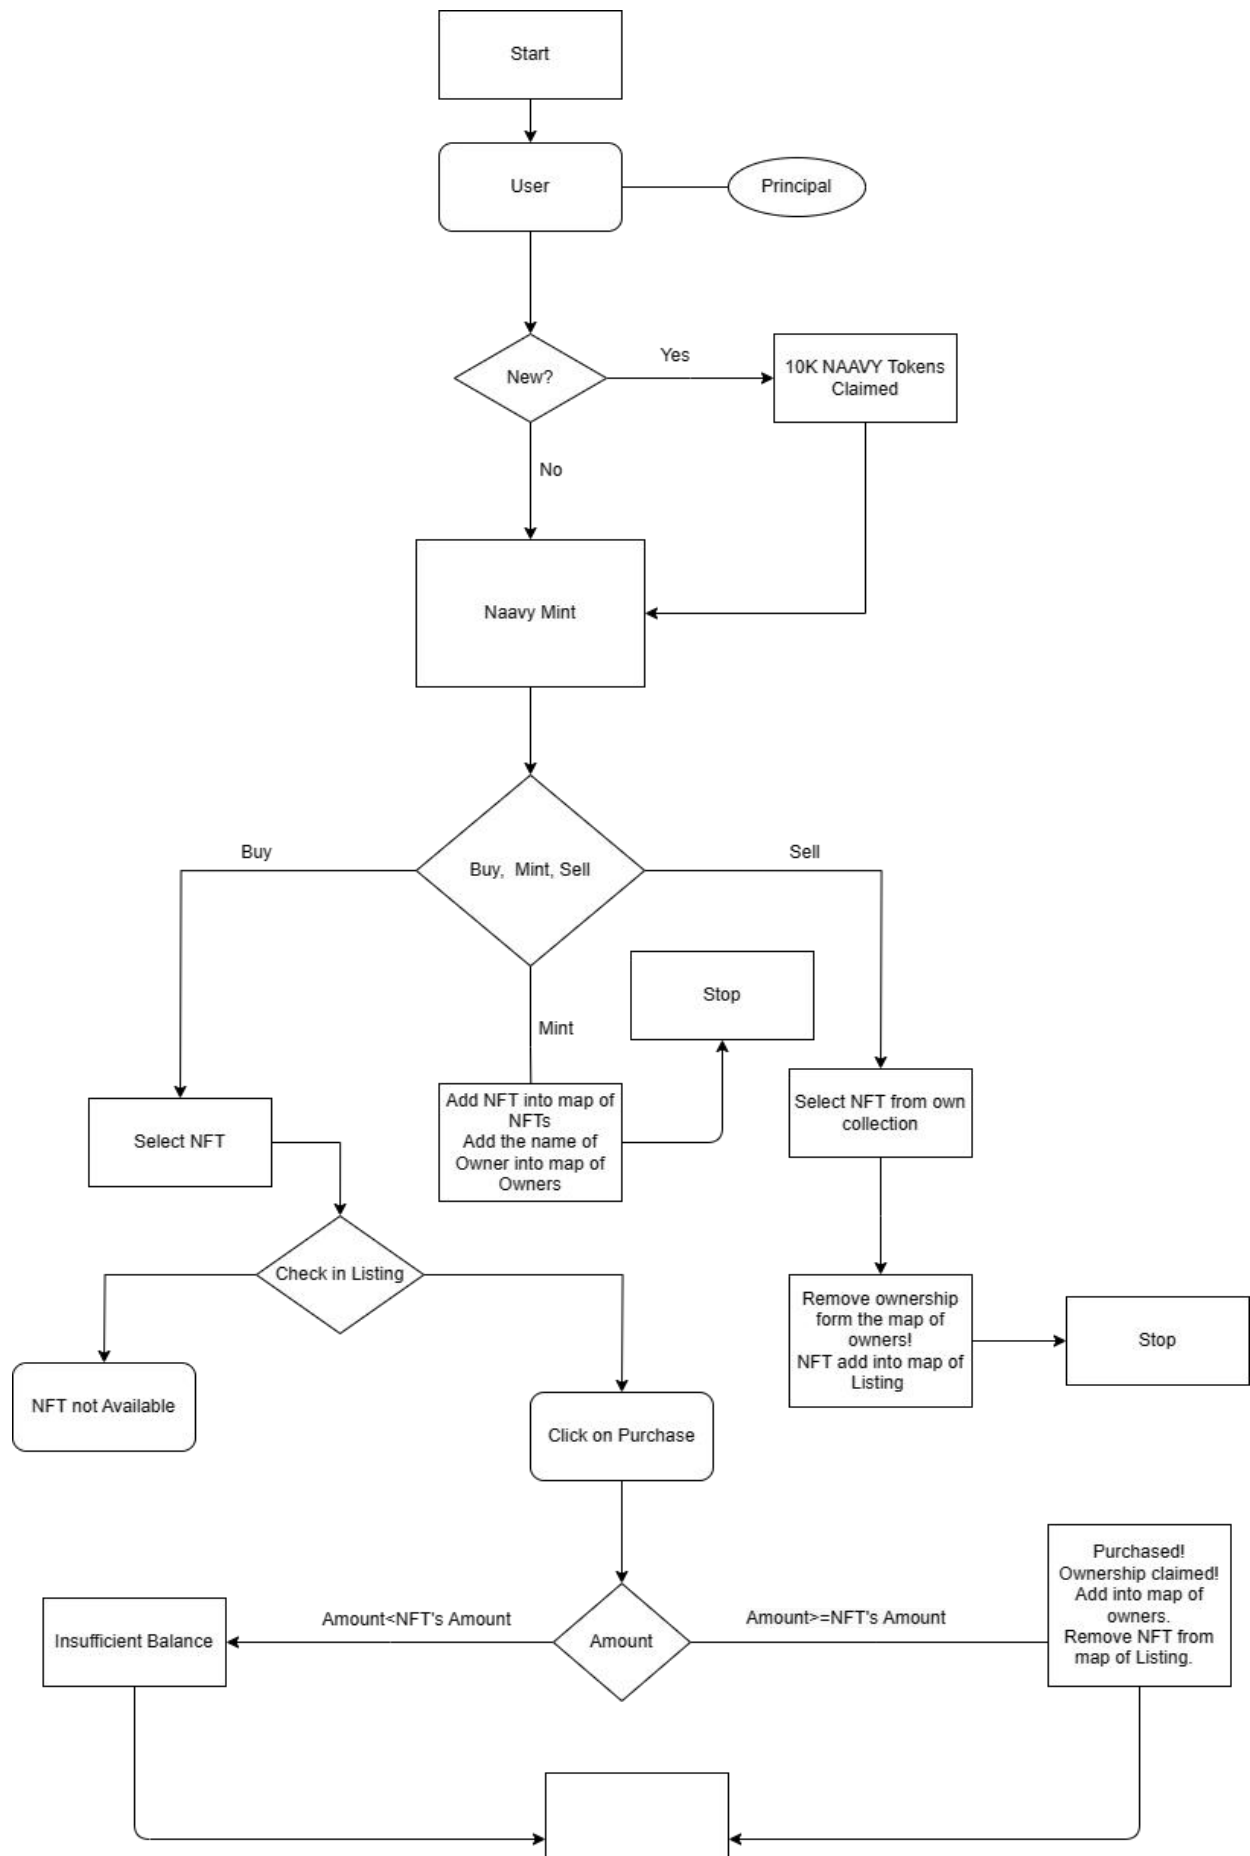 Start
User
Principal
New?
Yes
10K NAAVY Tokens
Claimed
No
Naavy Mint
Buy
Buy, Mint, Sell
Sell
Mint
Stop
Add NFT into map of
NFTs
Add the name of
Owner into map of
Owners
Select NFT from own
collection
Select NFT
Check in Listing
Remove ownership
form the map of
owners!
NFT add into map of
Listing
Stop
NFT not Available
Click on Purchase
Purchased!
Ownership claimed!
Add into map of
owners.
Remove NFT from
map of Listing.
Amount<NFT's Amount
Amount>=NFT's Amount
Insufficient Balance
Amount